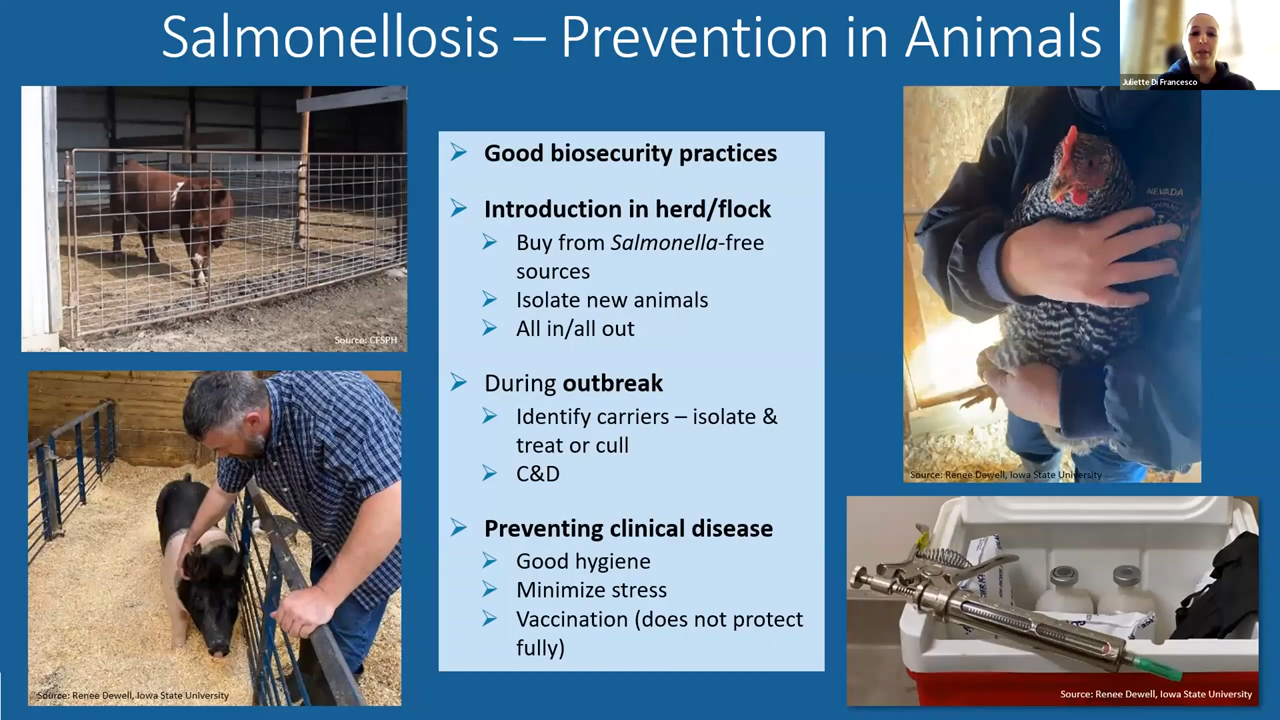 Salmonellosis – Prevention in Animals
Juliette Di Francesco
Source: CFSPH
Good biosecurity practices
Introduction in herd/flock
Buy from Salmonella-free
sources
Isolate new animals
All in/all out
During outbreak
Identify carriers – isolate &
treat or cull
C&D
Preventing clinical disease
Good hygiene
Minimize stress
Vaccination (does not protect
fully)
NEVADA
Source: Renee Dewell, Iowa State University
Source: Renee Dewell, Iowa State University
Source: Renee Dewell, Iowa State University